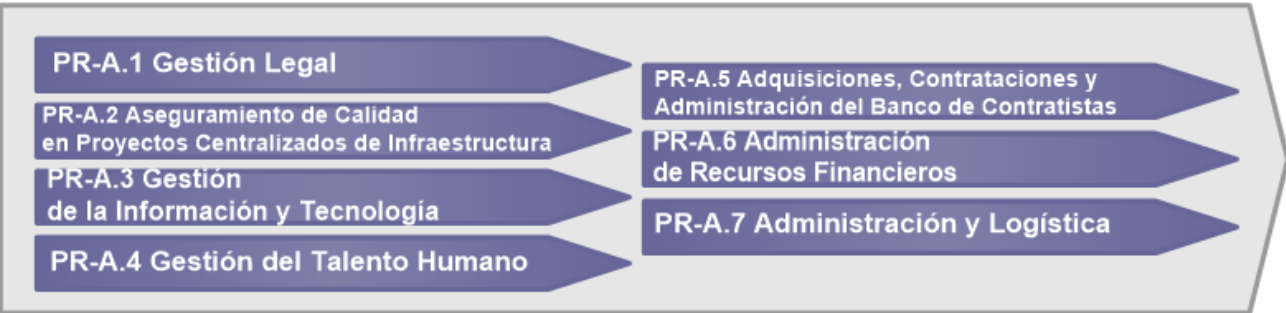 PR-A.1 Gestión Legal
PR-A.2 Aseguramiento de Calidad
en Proyectos Centralizados de Infraestructura
PR-A.3 Gestión
de la Información y Tecnología
PR-A.4 Gestión del Talento Humano
PR-A.5 Adquisiciones, Contrataciones y
Administración del Banco de Contratistas
PR-A.6 Administración
de Recursos Financieros
PR-A.7 Administración y Logística